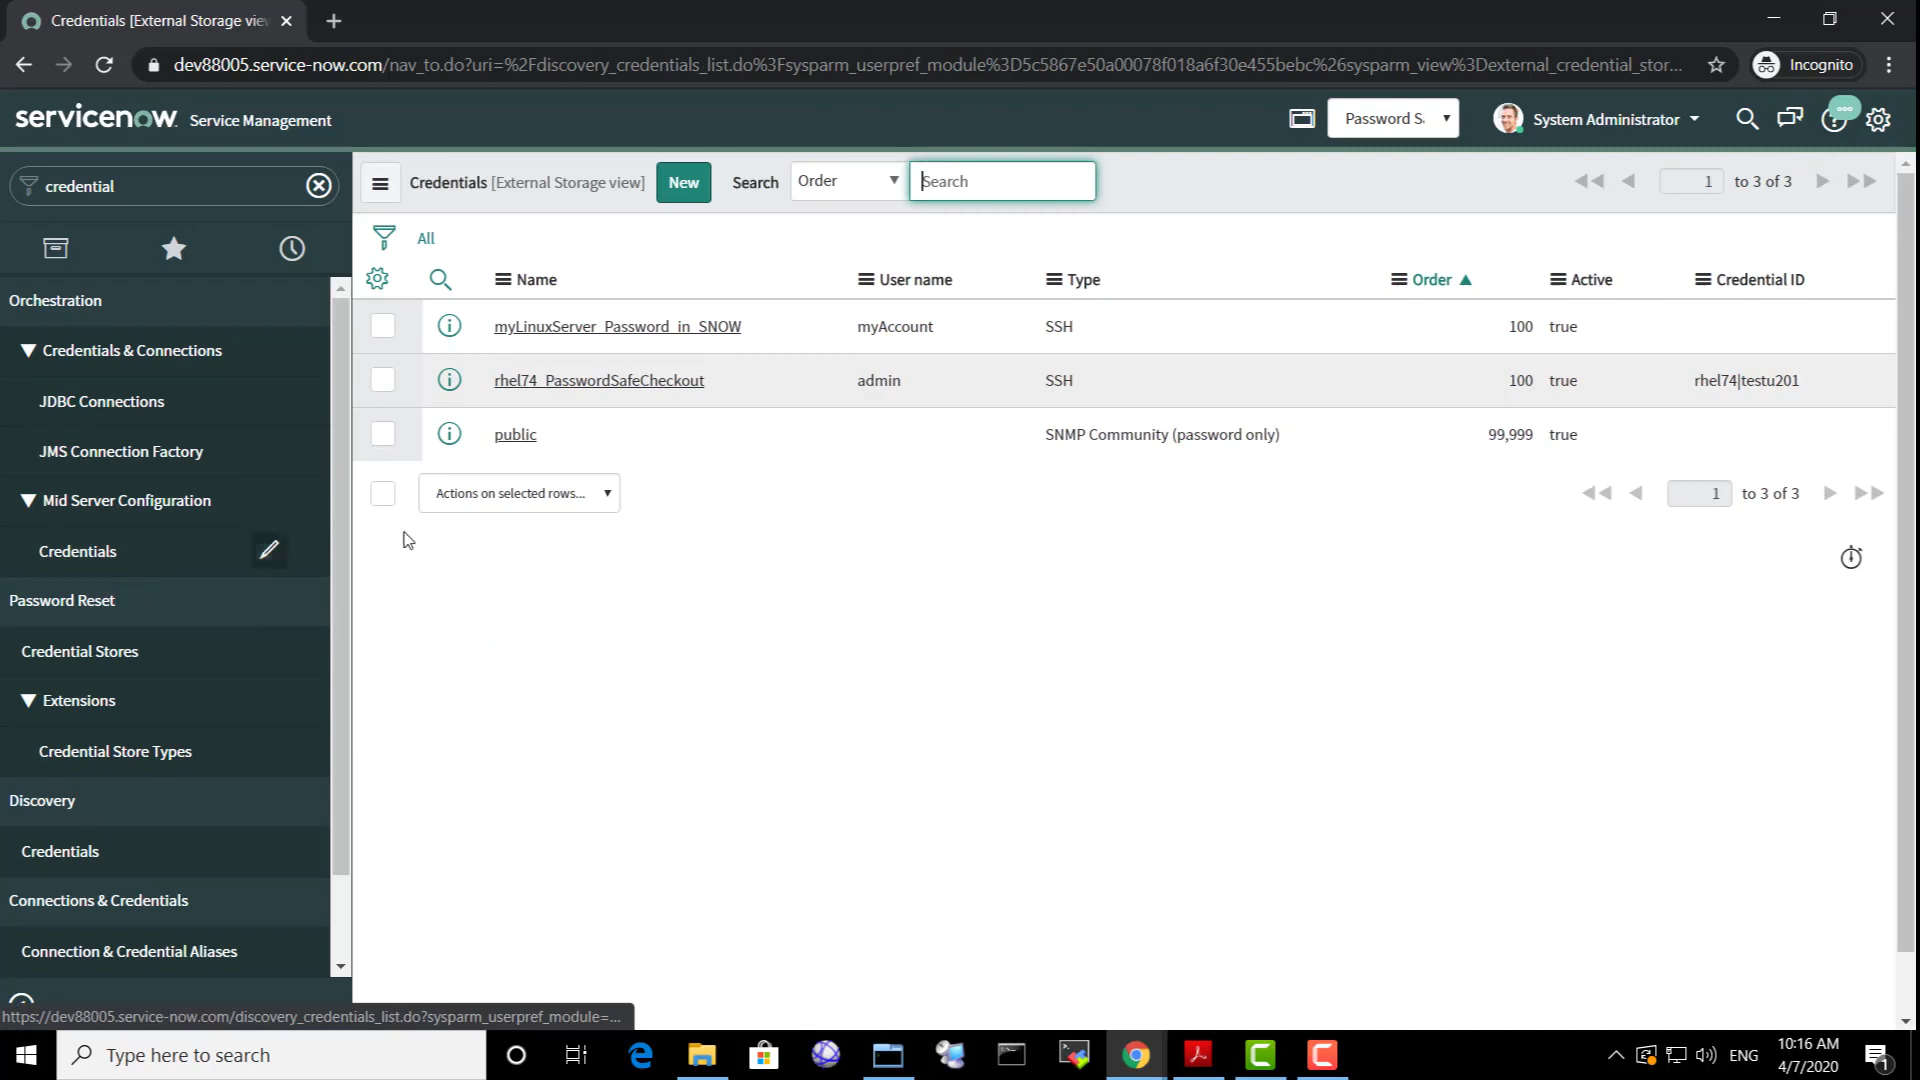 Credentials [External Storage vie
dev88005.service-now.com/nav_to.do?uri=%2Fdiscovery_credentials_list.do%3Fsysparm_userpref_module%3D5c5867e50a00078f018a6f30e455bebc%26sysparm_view%3Dexternal_credential_stor...
Incognito
servicenow Service Management
Password Sa
System Administrator
credential
Credentials [External Storage view] New Search Order Search
1 to 3 of 3
All
Name User name Type Order Active Credential ID
myLinuxServer_Password_in_SNOW myAccount SSH 100 true
rhel74_PasswordSafeCheckout admin SSH 100 true rhel74|testu201
public SNMP Community (password only) 99,999 true
Actions on selected rows...
1 to 3 of 3
Orchestration
Credentials & Connections
JDBC Connections
JMS Connection Factory
Mid Server Configuration
Credentials
Password Reset
Credential Stores
Extensions
Credential Store Types
Discovery
Credentials
Connections & Credentials
Connection & Credential Aliases
https://dev88005.service-now.com/discovery_credentials_list.do?sysparm_userpref_module=...
Type here to search
ENG
10:16 AM
4/7/2020
1